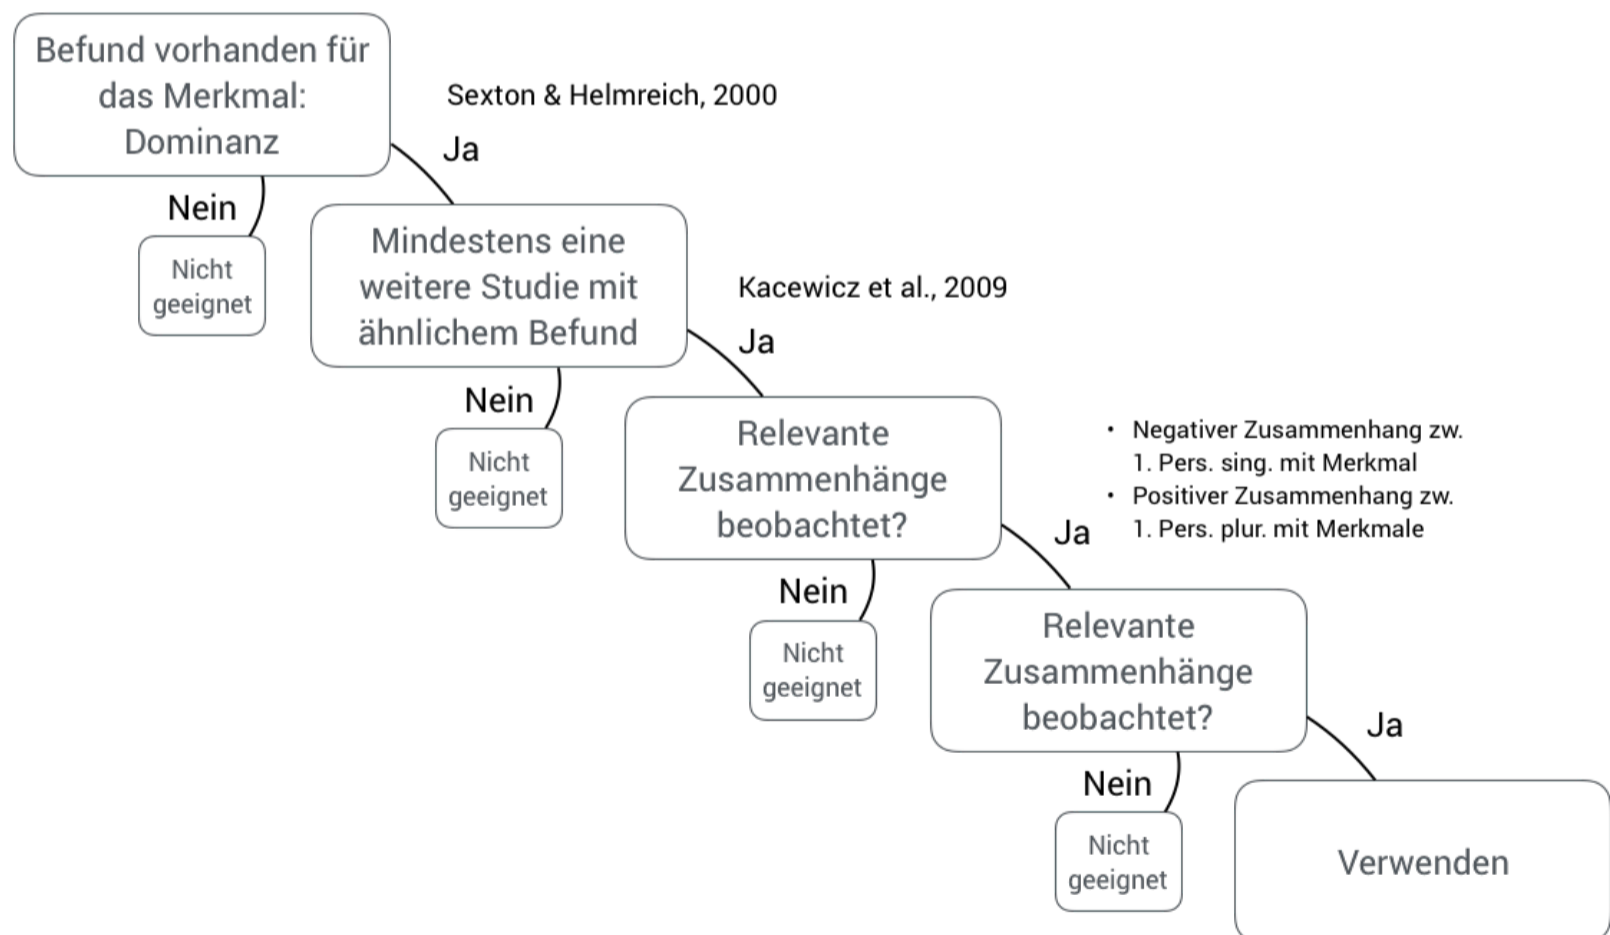 Befund vorhanden für
das Merkmal:
Dominanz
Sexton & Helmreich, 2000
Ja
Nein
Nicht
geeignet
Mindestens eine
weitere Studie mit
ähnlichem Befund
Kacewicz et al., 2009
Ja
Nein
Nicht
geeignet
Relevante
Zusammenhänge
beobachtet?
• Negativer Zusammenhang zw.
1. Pers. sing. mit Merkmal
• Positiver Zusammenhang zw.
1. Pers. plur. mit Merkmale
Ja
Nein
Nicht
geeignet
Relevante
Zusammenhänge
beobachtet?
Ja
Nein
Nicht
geeignet
Verwenden